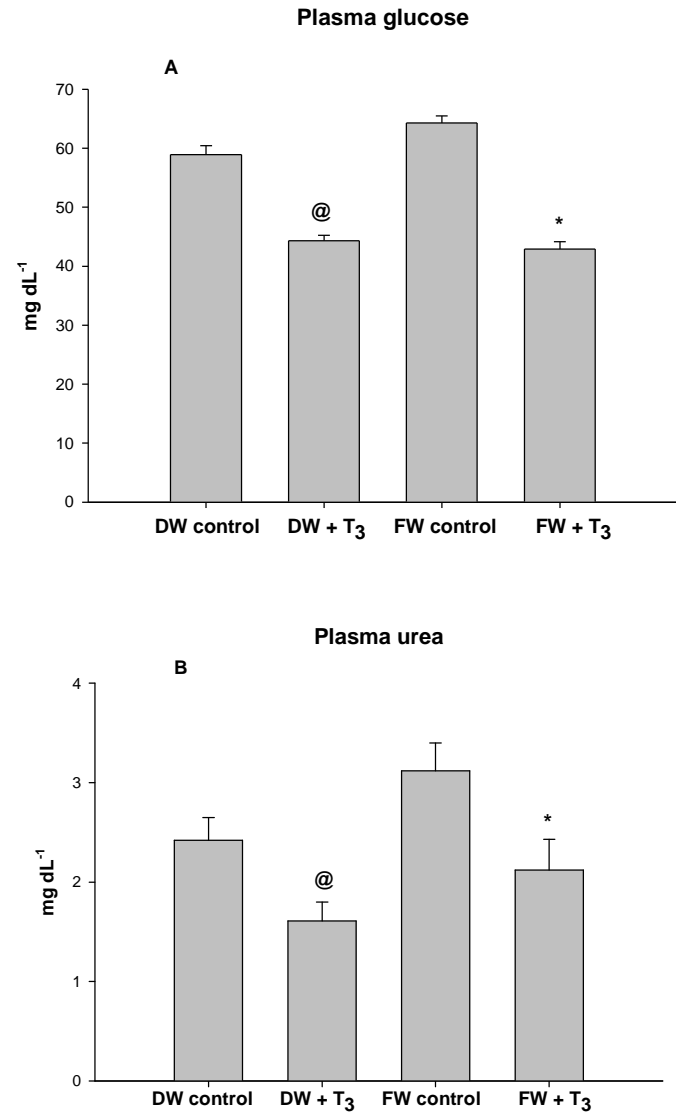 Plasma glucose
A
70
60
50
40
30
20
10
0
mg dL-1
@
*
DW control DW + T3 FW control FW + T3
Plasma urea
B
4
3
2
1
0
mg dL-1
@
*
DW control DW + T3 FW control FW + T3